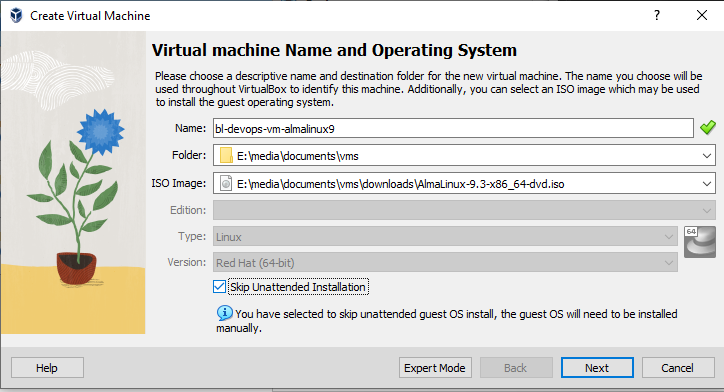 Create Virtual Machine
?
Virtual machine Name and Operating System
Please choose a descriptive name and destination folder for the new virtual machine. The name you choose will be
used throughout VirtualBox to identify this machine. Additionally, you can select an ISO image which may be used
to install the guest operating system.
Name: bl-devops-vm-almalinux9
Folder: E:\media\documents\vms
ISO Image: E:\media\documents\vms\downloads\AlmaLinux-9.3-x86_64-dvd.iso
Edition:
Type: Linux
64
Version: Red Hat (64-bit)
Skip Unattended Installation
You have selected to skip unattended guest OS install, the guest OS will need to be installed
manually.
Help Expert Mode Back Next Cancel